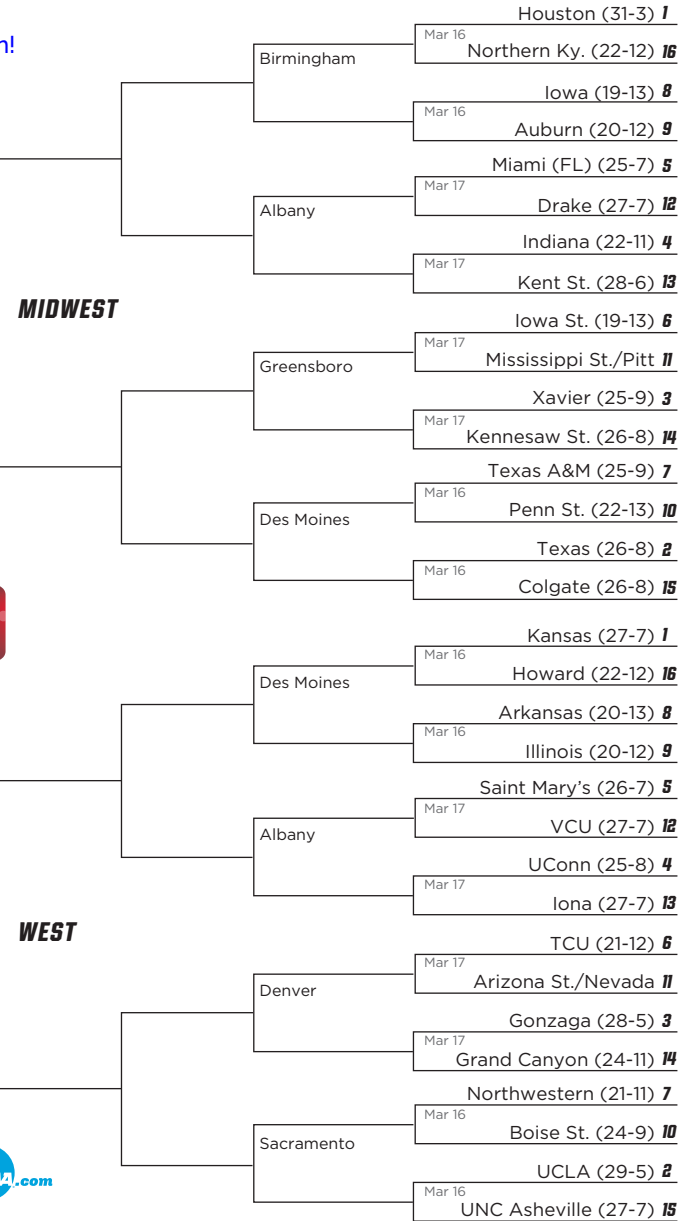 Houston (31-3) 1
n!
Mar 16
Northern Ky. (22-12) 16
Birmingham
Iowa (19-13) 8
Mar 16
Auburn (20-12) 9
Miami (FL) (25-7) 5
Mar 17
Drake (27-7) 12
Albany
Indiana (22-11) 4
Mar 17
Kent St. (28-6) 13
MIDWEST
Iowa St. (19-13) 6
Mar 17
Mississippi St./Pitt 11
Greensboro
Xavier (25-9) 3
Mar 17
Kennesaw St. (26-8) 14
Texas A&M (25-9) 7
Mar 16
Penn St. (22-13) 10
Des Moines
Texas (26-8) 2
Mar 16
Colgate (26-8) 15
Kansas (27-7) 1
Mar 16
Howard (22-12) 16
Des Moines
Arkansas (20-13) 8
Mar 16
Illinois (20-12) 9
Saint Mary's (26-7) 5
Mar 17
VCU (27-7) 12
Albany
UConn (25-8) 4
Mar 17
Iona (27-7) 13
WEST
TCU (21-12) 6
Mar 17
Arizona St./Nevada 11
Denver
Gonzaga (28-5) 3
Mar 17
Grand Canyon (24-11) 14
Northwestern (21-11) 7
Mar 16
Boise St. (24-9) 10
Sacramento
UCLA (29-5) 2
Mar 16
UNC Asheville (27-7) 15
.com